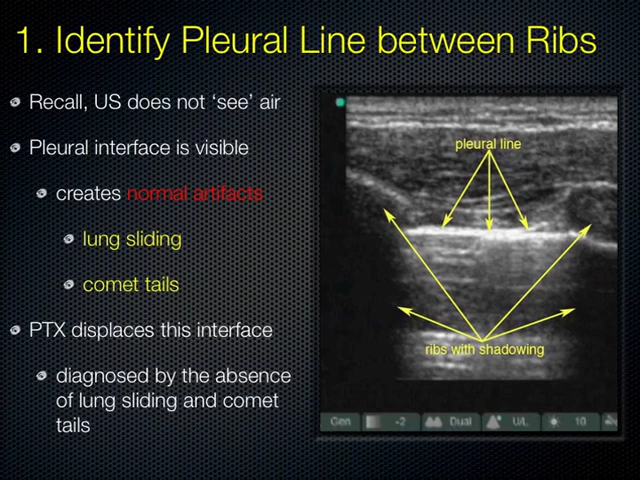 1. Identify Pleural Line between Ribs
Recall, US does not ‘see’ air
Pleural interface is visible
creates normal artifacts
lung sliding
comet tails
PTX displaces this interface
diagnosed by the absence
of lung sliding and comet
tails
pleural line
ribs with shadowing
Gen -2 Dual U/L 10